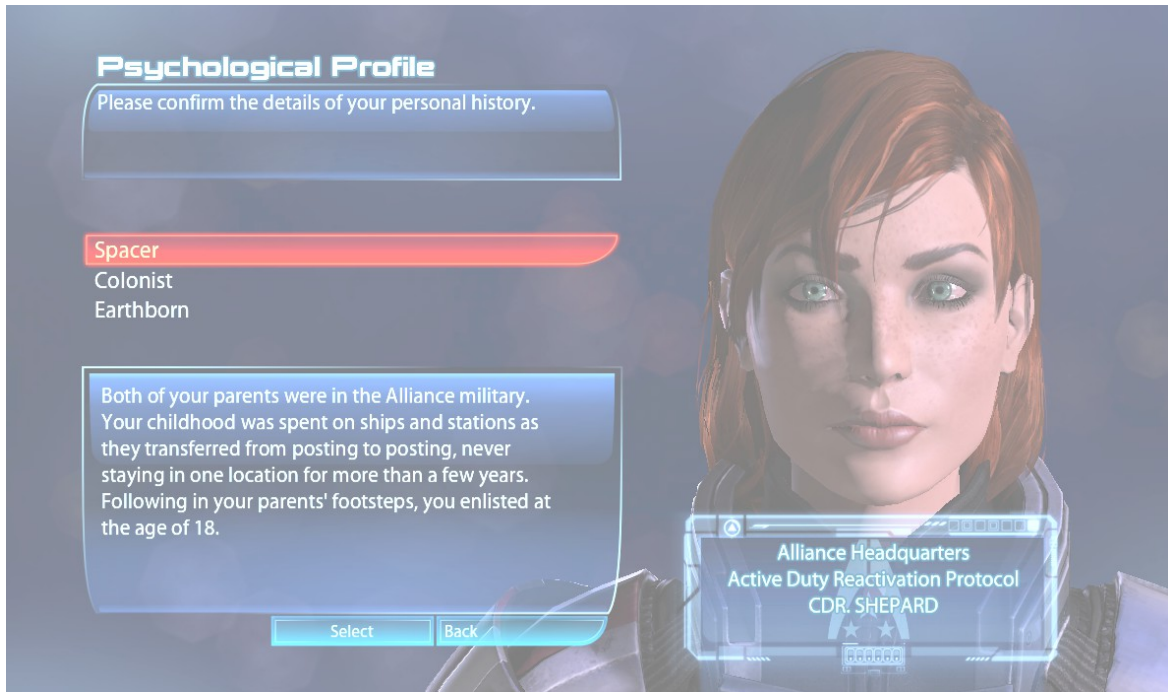 Psychological Profile
Please confirm the details of your personal history.
Spacer
Colonist
Earthborn
Both of your parents were in the Alliance military.
Your childhood was spent on ships and stations as
they transferred from posting to posting, never
staying in one location for more than a few years.
Following in your parents' footsteps, you enlisted at
the age of 18.
Select
Back
Alliance Headquarters
Active Duty Reactivation Protocol
CDR. SHEPARD